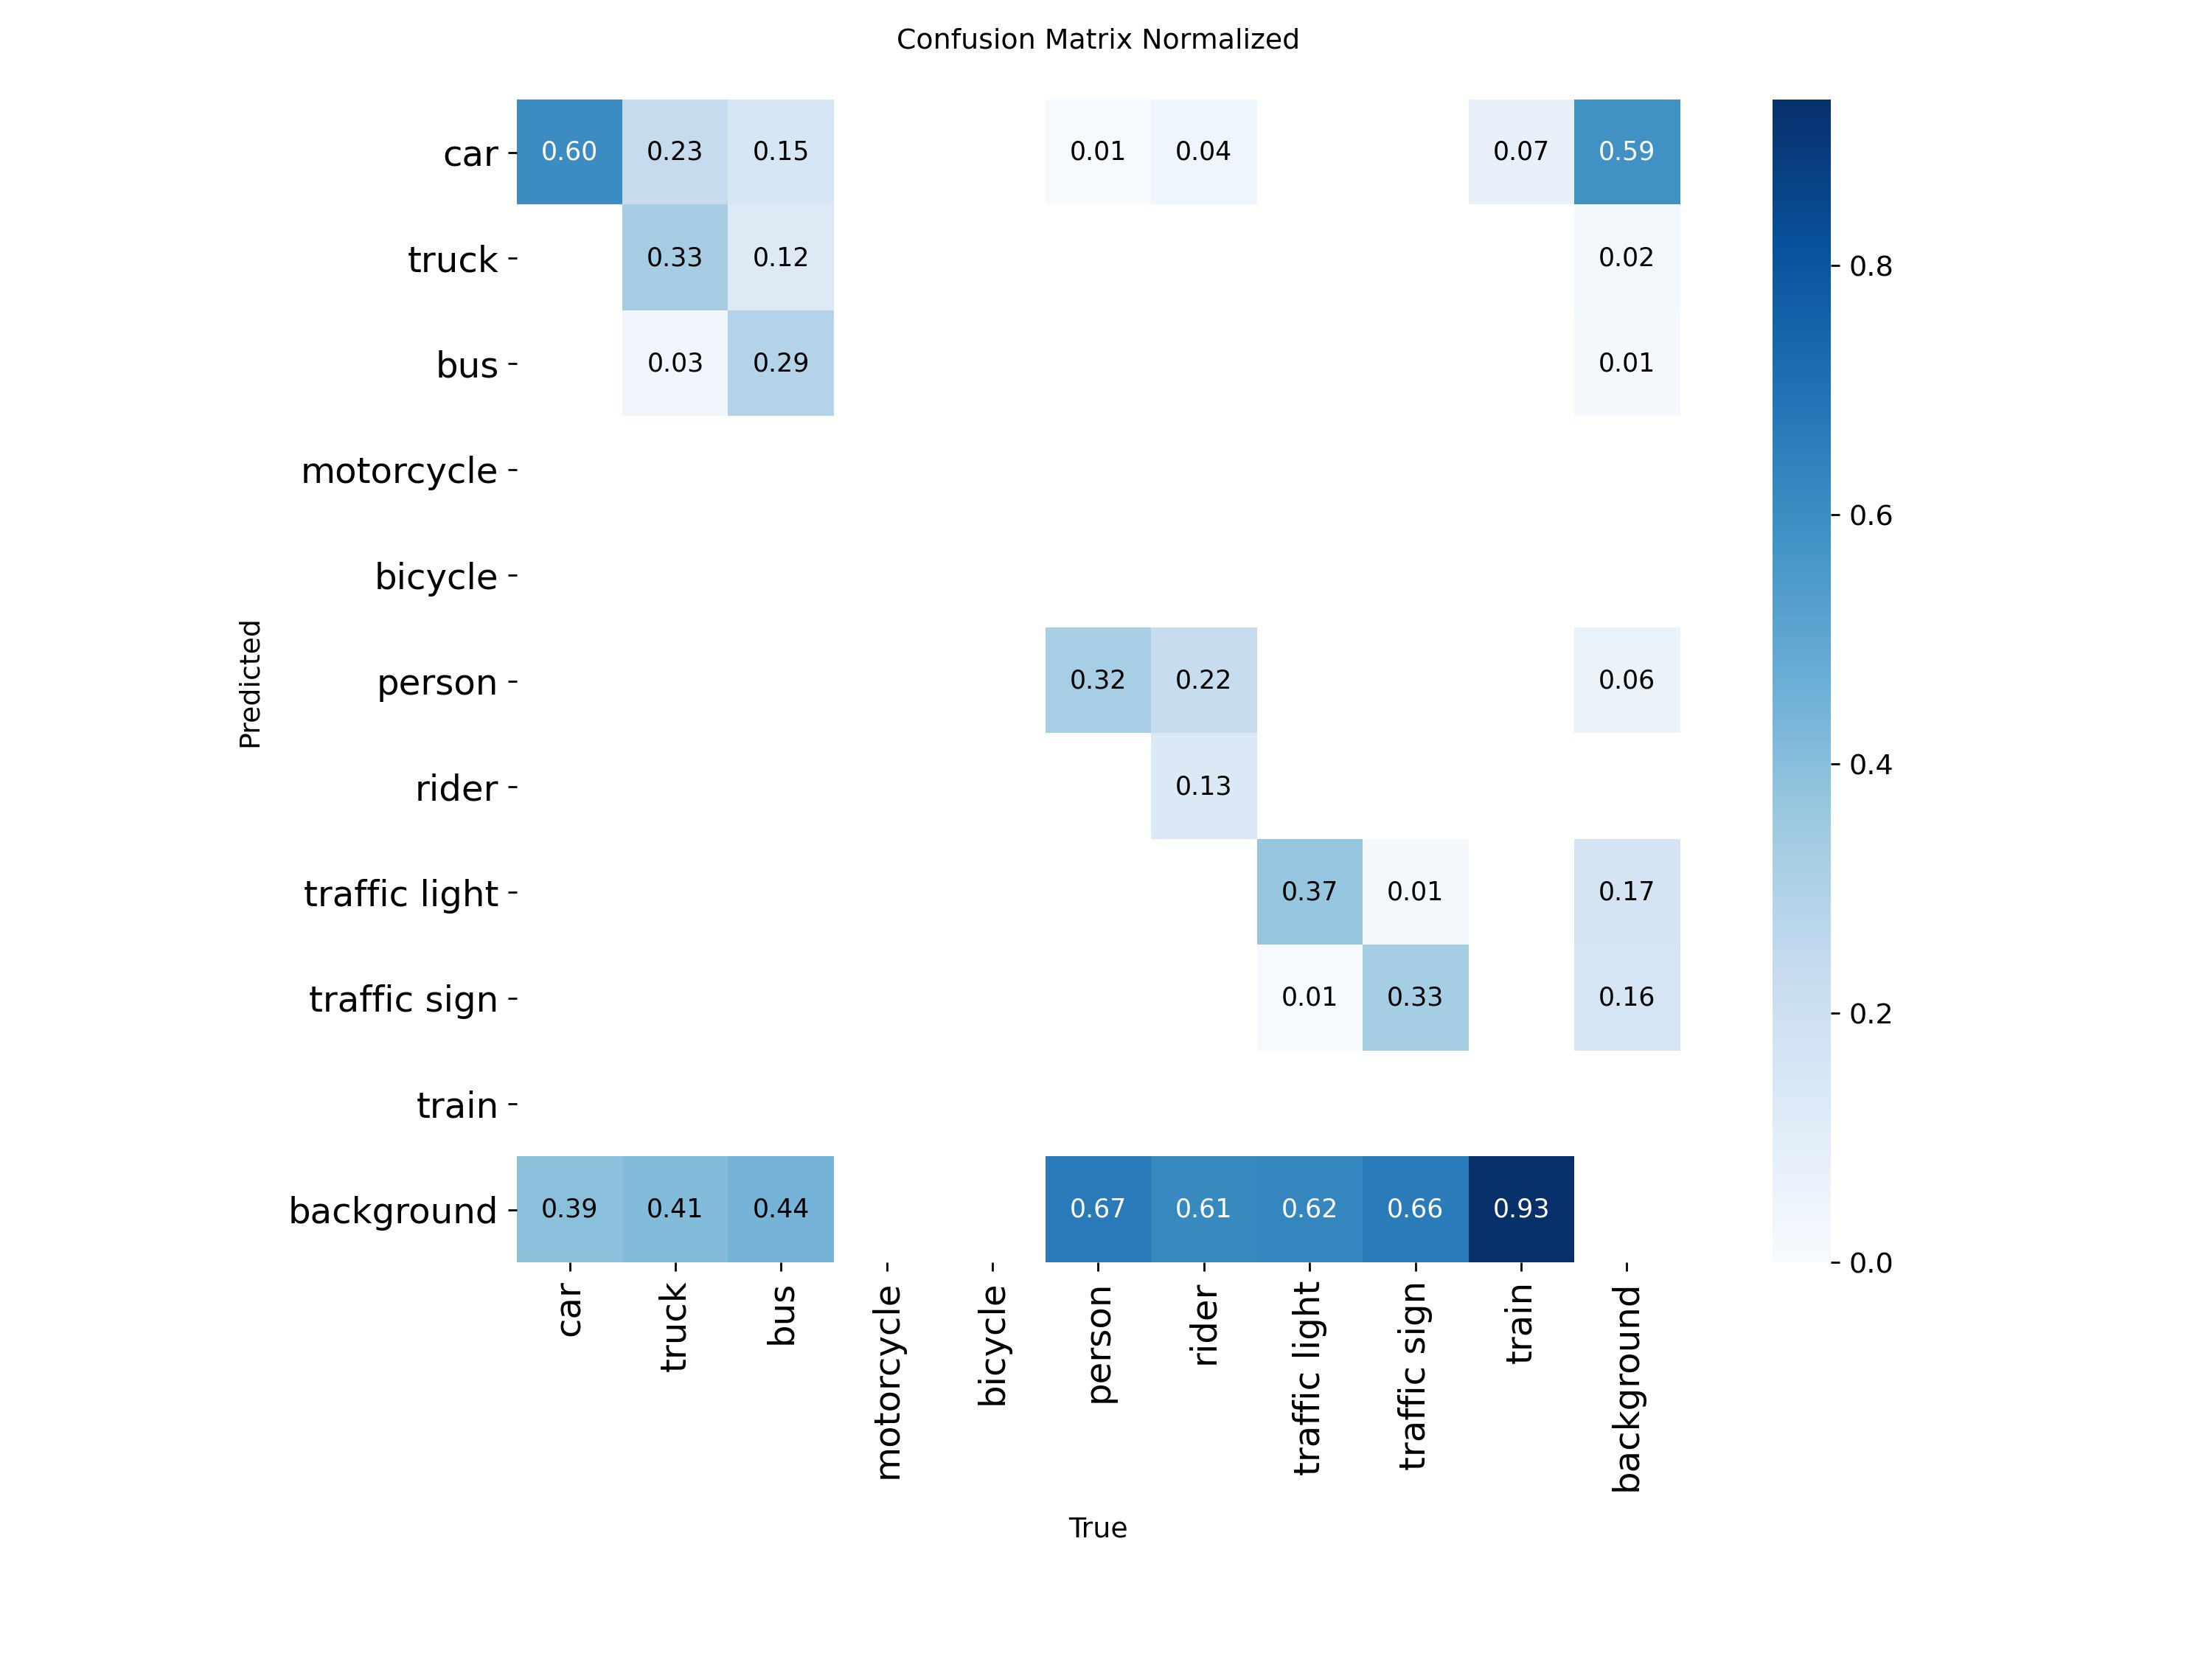 Confusion Matrix Normalized
car 0.60 0.23 0.15 0.01 0.04 0.07 0.59
truck 0.33 0.12 0.02
bus 0.03 0.29 0.01
motorcycle
bicycle
person 0.32 0.22 0.06
rider 0.13
traffic light 0.37 0.01 0.17
traffic sign 0.01 0.33 0.16
train
background 0.39 0.41 0.44 0.67 0.61 0.62 0.66 0.93
Predicted
car truck bus motorcycle bicycle person rider traffic light traffic sign train background
True
0.8
0.6
0.4
0.2
0.0